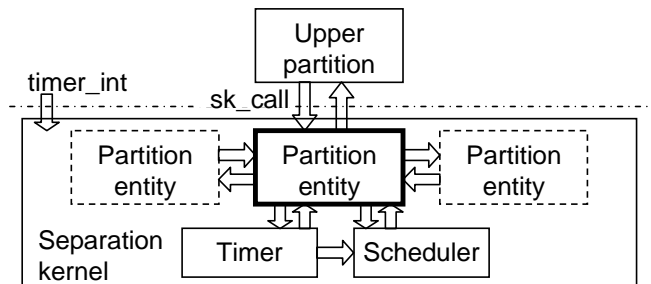 Upper
partition
timer_int
sk_call
Partition
entity
Partition
entity
Partition
entity
Separation
kernel
Timer
Scheduler